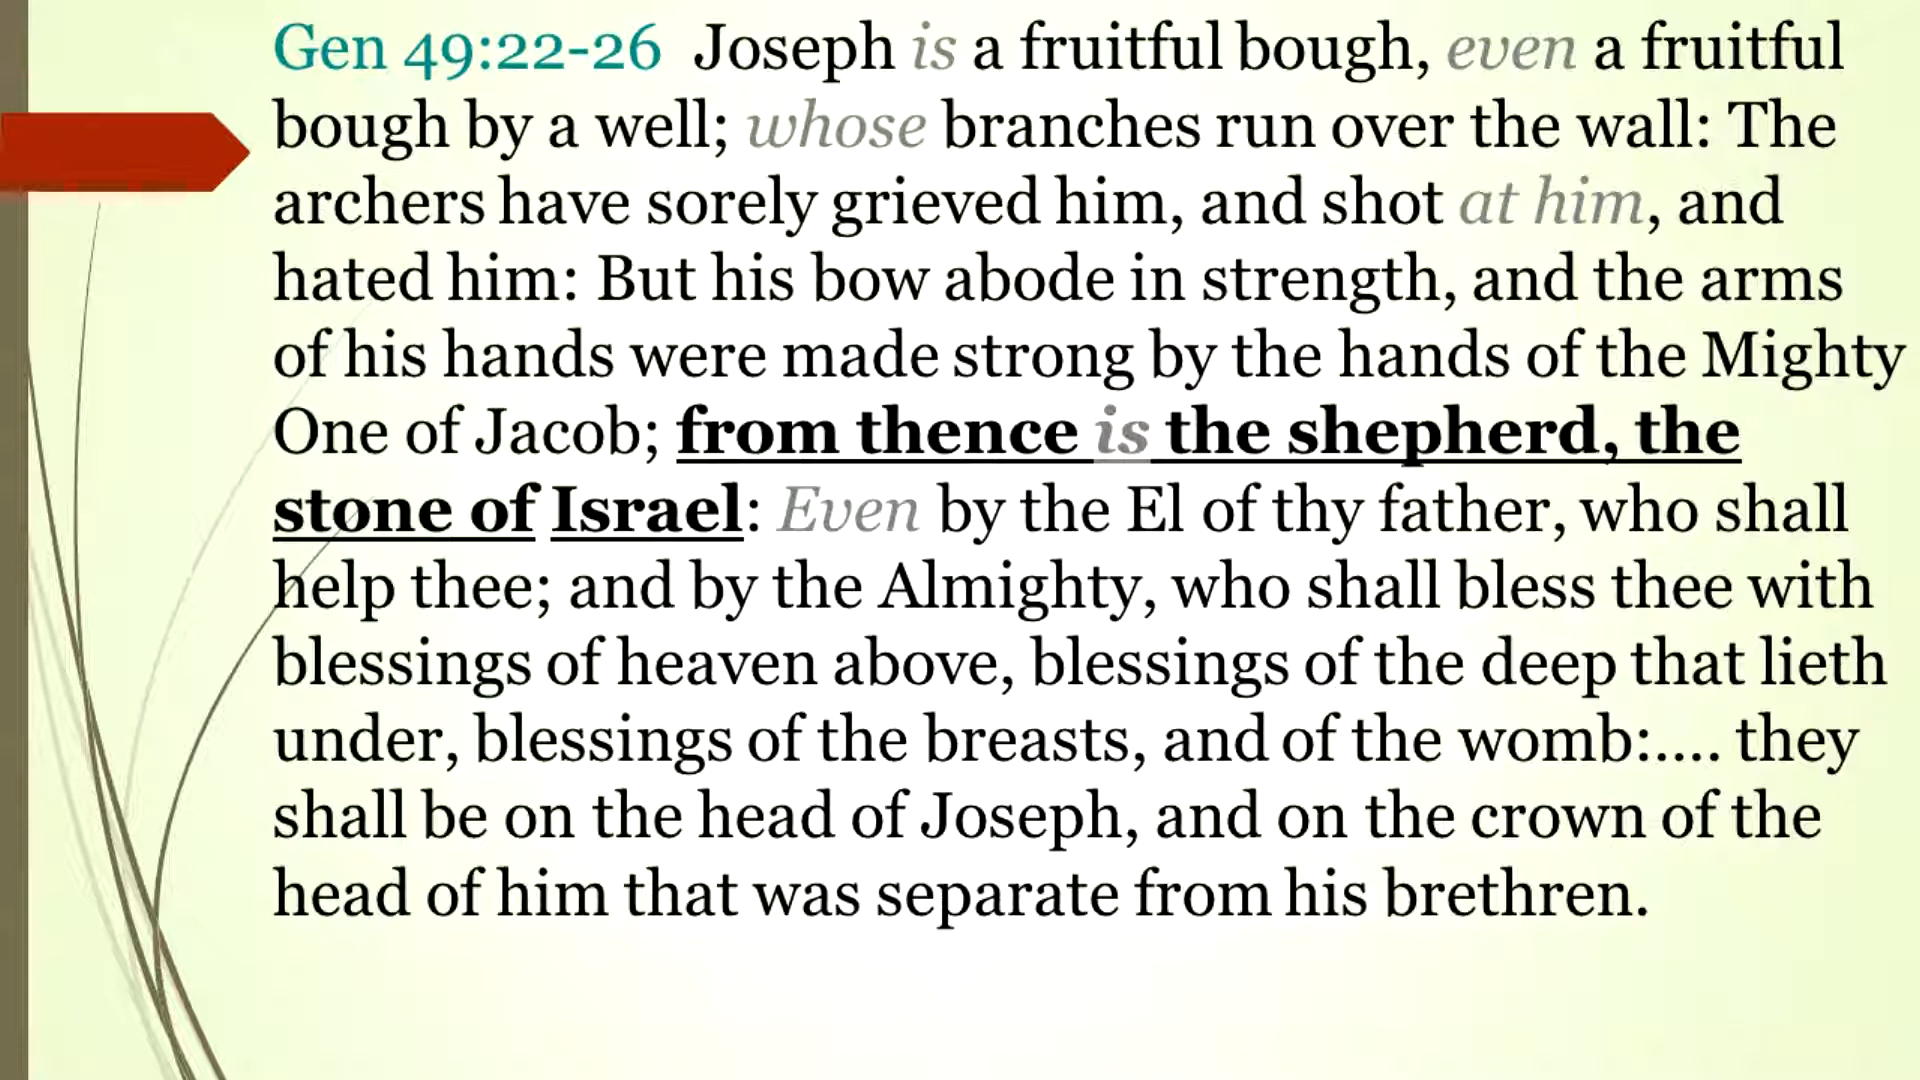 Gen 49:22-26 Joseph is a fruitful bough, even a fruitful
bough by a well; whose branches run over the wall: The
archers have sorely grieved him, and shot at him, and
hated him: But his bow abode in strength, and the arms
of his hands were made strong by the hands of the Mighty
One of Jacob; from thence is the shepherd, the
stone of Israel: Even by the El of thy father, who shall
help thee; and by the Almighty, who shall bless thee with
blessings of heaven above, blessings of the deep that lieth
under, blessings of the breasts, and of the womb:.... they
shall be on the head of Joseph, and on the crown of the
head of him that was separate from his brethren.